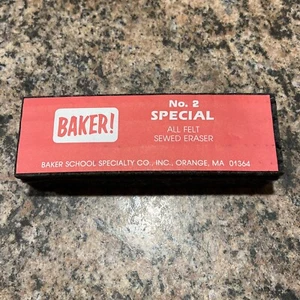 BAKER!
No. 2
SPECIAL
ALL FELT
SEWED ERASER
BAKER SCHOOL SPECIALTY CO., INC., ORANGE, MA 01364